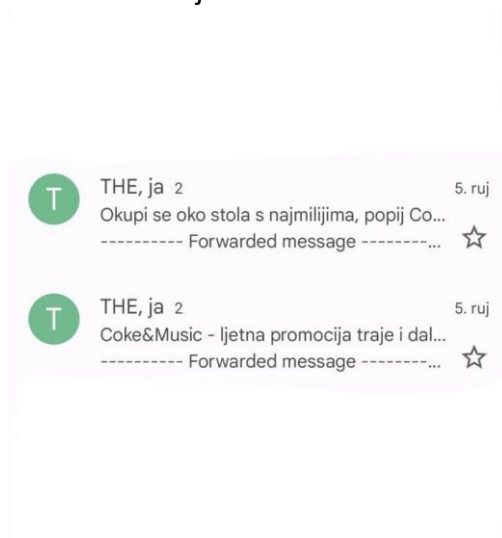 T
THE, ja 2
5. ruj
Okupi se oko stola s najmilijima, popij Co...
---------- Forwarded message --------...
T
THE, ja 2
5. ruj
Coke&Music - ljetna promocija traje i dal...
---------- Forwarded message --------...